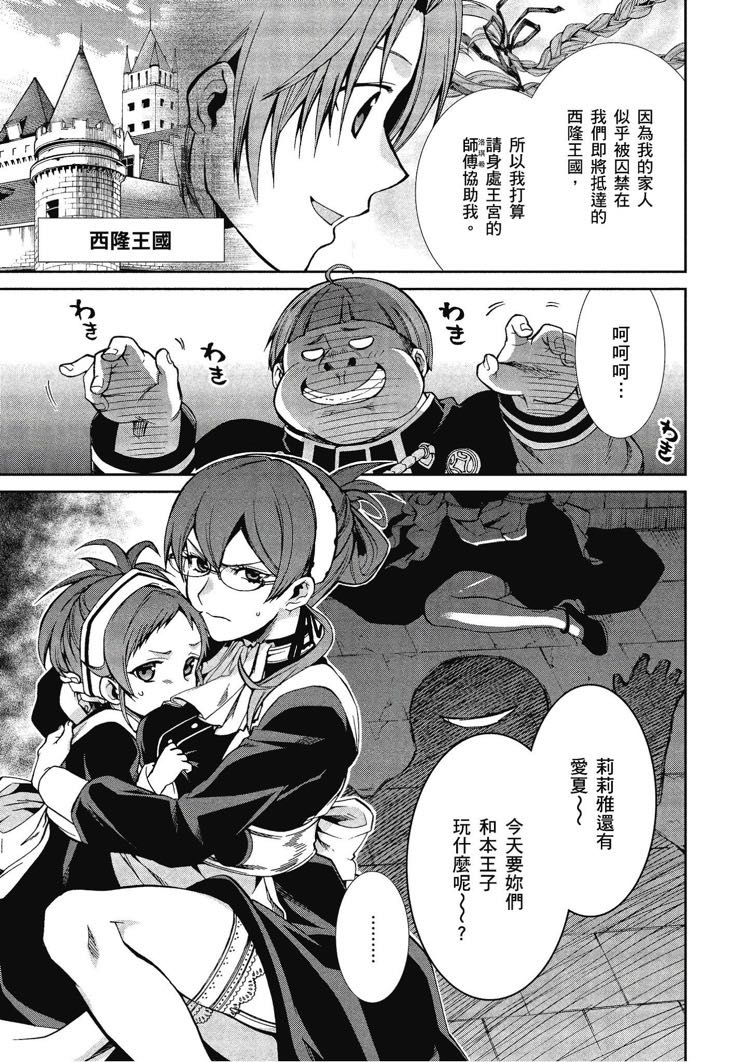 因為我的家人
似乎被囚禁在
我們即將抵達的
西隆王國，
所以我打算
請身處王宮的
師傅協助我。
洛琪希
西隆王國
呵呵呵…
わき
わき
わき
わき
莉莉雅還有
愛夏～
今天要妳們
和本王子
玩什麼呢～？
………